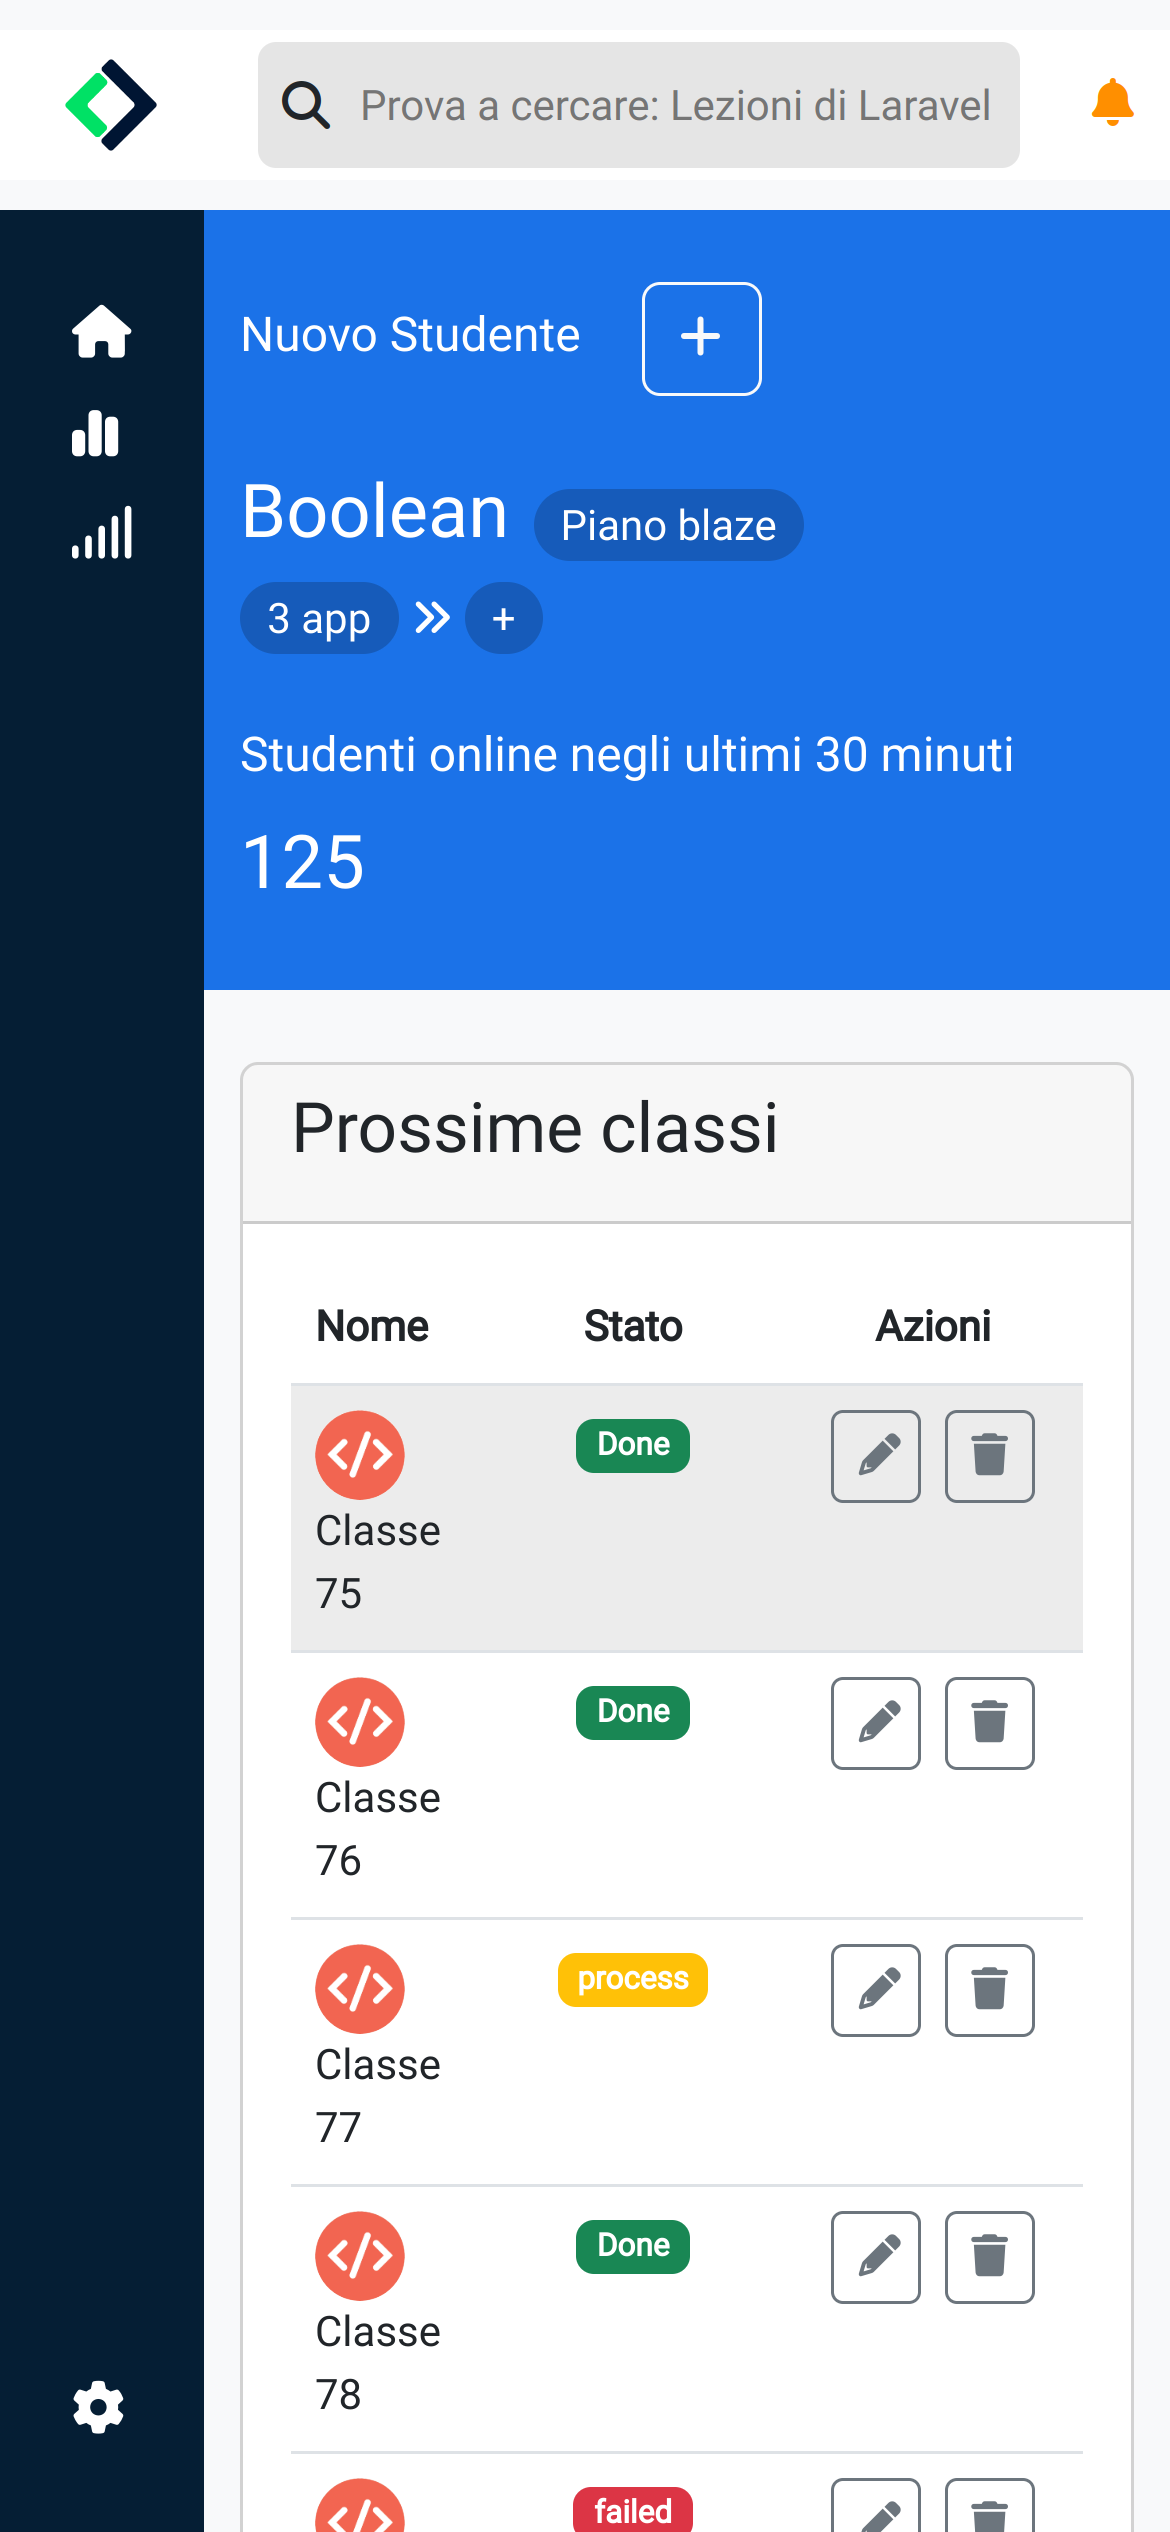 Prova a cercare: Lezioni di Laravel
Nuovo Studente
Boolean Piano blaze
3 app +
Studenti online negli ultimi 30 minuti
125
Prossime classi
Nome Stato Azioni
Done
Classe
75
Done
Classe
76
process
Classe
77
Done
Classe
78
failed